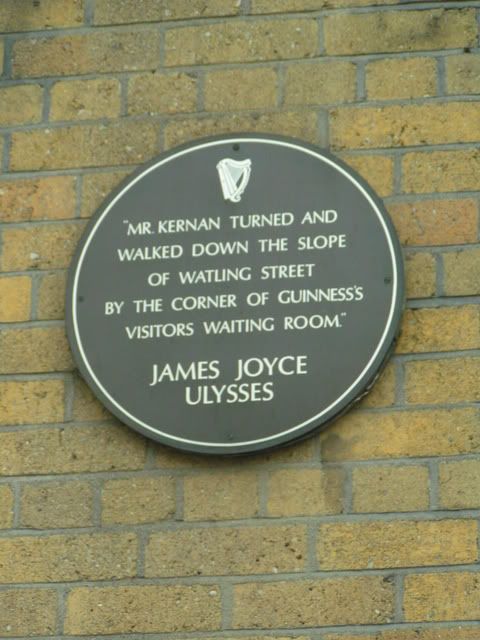 "MR. KERNAN TURNED AND
WALKED DOWN THE SLOPE
OF WATLING STREET
BY THE CORNER OF GUINNESS'S
VISITORS WAITING ROOM."
JAMES JOYCE
ULYSSES